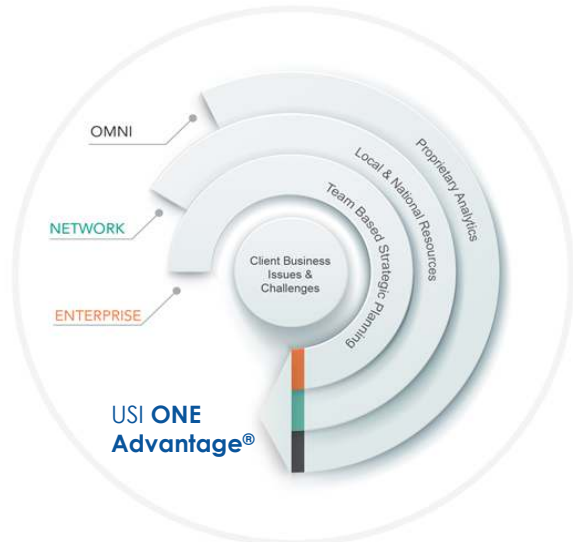 OMNI
NETWORK
ENTERPRISE
Proprietary Analytics
Local & National Resources
Team Based Strategic Planning
Client Business
Issues &
Challenges
USI ONE
Advantage®